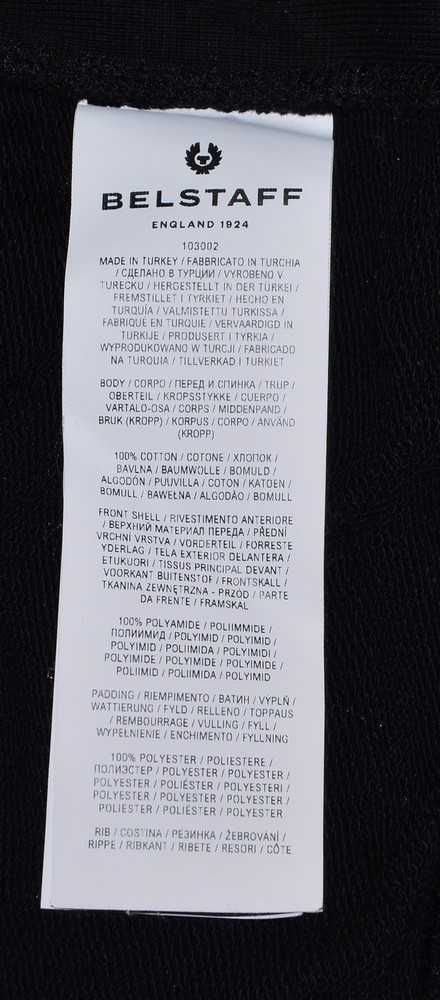 BELSTAFF
ENGLAND 1924
103002
MADE IN TURKEY / FABBRICATO IN TURCHIA
/ СДЕЛАНО В ТУРЦИИ / VYROBENO V
TURECKU / HERGESTELLT IN DER TÜRKEI /
FREMSTILLET I TYRKIET / HECHO EN
TURQUÍA / VALMISTETTU TURKISSA /
FABRIQUÉ EN TURQUIE / VERVAARDIGD IN
TURKIJE / PRODUSERT I TYRKIA /
WYPRODUKOWANO W TURCJI / FABRICADO
NA TURQUIA / TILLVERKAD I TURKIET
BODY / CORPO / ПЕРЕД И СПИНКА / TRUP /
OBERTEIL / KROPSSTYKKE / CUERPO /
VARTALO-OSA / CORPS / MIDDENPAND /
BRUK (KROPP) / KORPUS / CORPO / ANVÄND
(KROPP)
100% COTTON / COTONE / ХЛОПОК /
BAVLNA / BAUMWOLLE / BOMULD /
ALGODÓN / PUUVILLA / COTON / KATOEN /
BOMULL / BAWEŁNA / ALGODÃO / BOMULL
FRONT SHELL / RIVESTIMENTO ANTERIORE
/ ВЕРХНИЙ МАТЕРИАЛ ПЕРЕДА / PŘEDNÍ
VRCHNÍ VRSTVA / VORDERTEIL / FORRESTE
YDERLAG / TELA EXTERIOR DELANTERA /
ETUKUORI / TISSUS PRINCIPAL DEVANT /
VOORKANT BUITENSTOF / FRONTSKALL /
TKANINA ZEWNĘTRZNA - PRZÓD / PARTE
DA FRENTE / FRAMSKAL
100% POLYAMIDE / POLIIMMIDE /
ПОЛИИМИД / POLYIMID / POLYIMID /
POLYIMID / POLIIMIDA / POLYIMIDI /
POLYIMIDE / POLYIMIDE / POLYIMID /
POLIIMID / POLIIMIDA / POLYIMID
PADDING / RIEMPIMENTO / ВАТИН / VÝPLŇ /
WATTIERUNG / FYLD / RELLENO / TOPPAUS
/ REMBOURRAGE / VULLING / FYLL /
WYPEŁNIENIE / ENCHIMENTO / FYLLNING
100% POLYESTER / POLIESTERE /
ПОЛИЭСТЕР / POLYESTER / POLYESTER /
POLYESTER / POLIÉSTER / POLYESTERI /
POLYESTER / POLYESTER / POLYESTER /
POLIESTER / POLIÉSTER / POLYESTER
RIB / COSTINA / РЕЗИНКА / ŽEBROVÁNÍ /
RIPPE / RIBKANT / RIBETE / RESORI / CÔTE